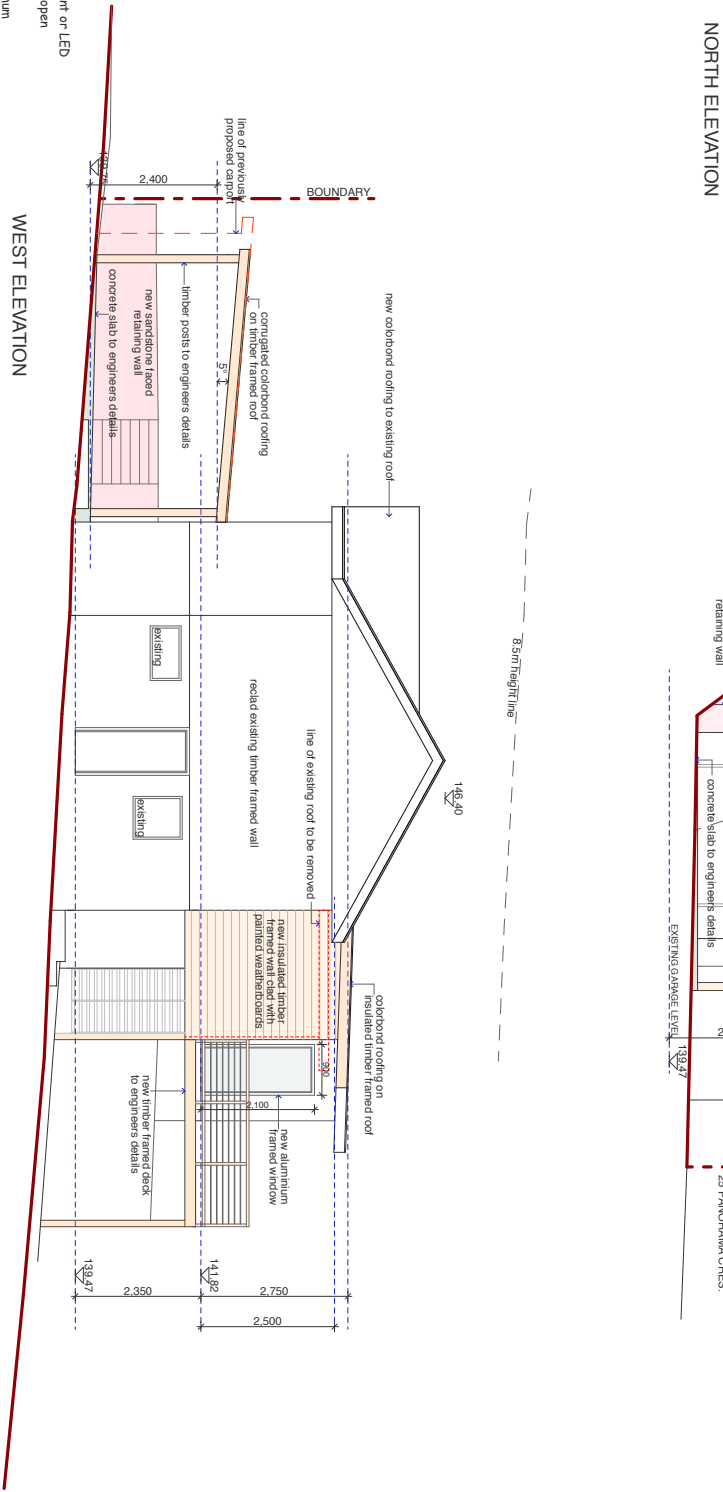 NORTH ELEVATION
nt or LED
open
num
WEST ELEVATION
line of previously
proposed carport
2,400
BOUNDARY
corrugated colorbond roofing
on timber framed roof
5°
timber posts to engineers details
new sandstone faced
retaining wall
concrete slab to engineers details
new colorbond roofing to existing roof
8.5m height line
146.40
existing
existing
reclad existing timber framed wall
line of existing roof to be removed
new insulated timber
framed wall clad with
painted weatherboards
colorbond roofing on
insulated timber framed roof
900
2,100
new aluminium
framed window
new timber framed deck
to engineers details
139.47
141.82
2,350
2,750
2,500
retaining wall
concrete slab to engineers details
EXISTING GARAGE LEVEL
139.47